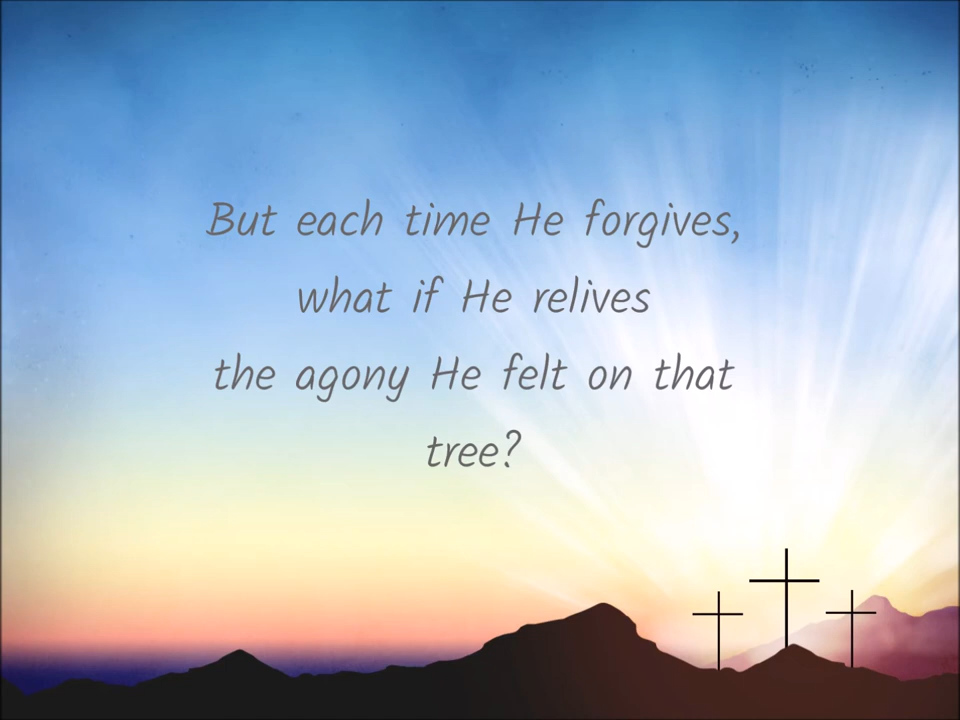 But each time He forgives,
what if He relives
the agony He felt on that
tree?